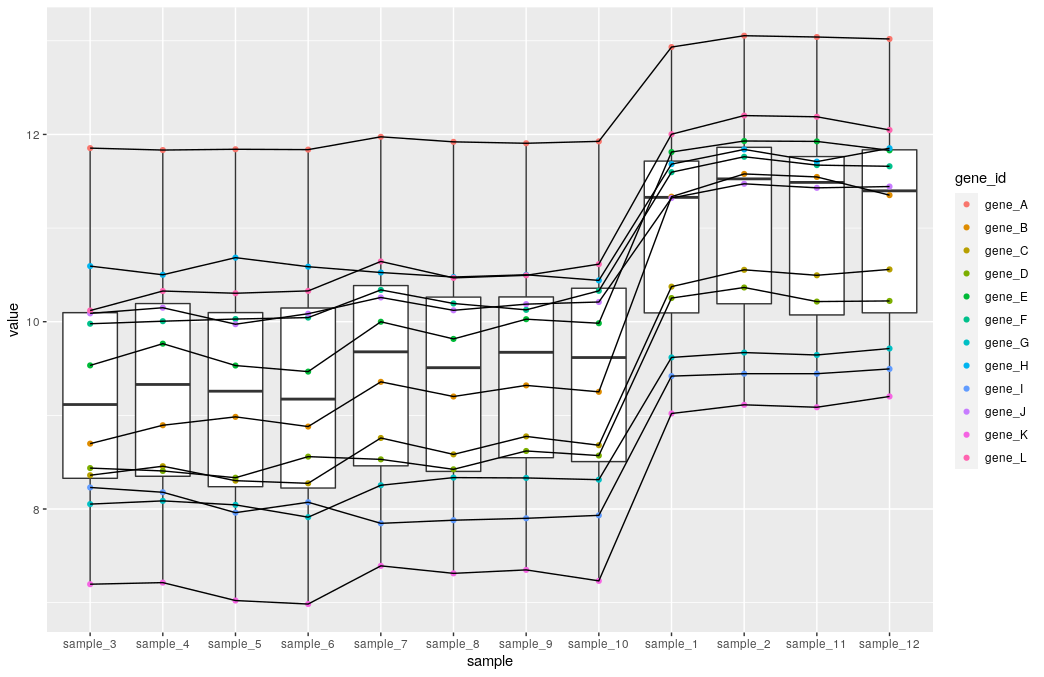 value
12
10
8
sample_3 sample_4 sample_5 sample_6 sample_7 sample_8 sample_9 sample_10 sample_1 sample_2 sample_11 sample_12
sample
gene_id
gene_A
gene_B
gene_C
gene_D
gene_E
gene_F
gene_G
gene_H
gene_I
gene_J
gene_K
gene_L